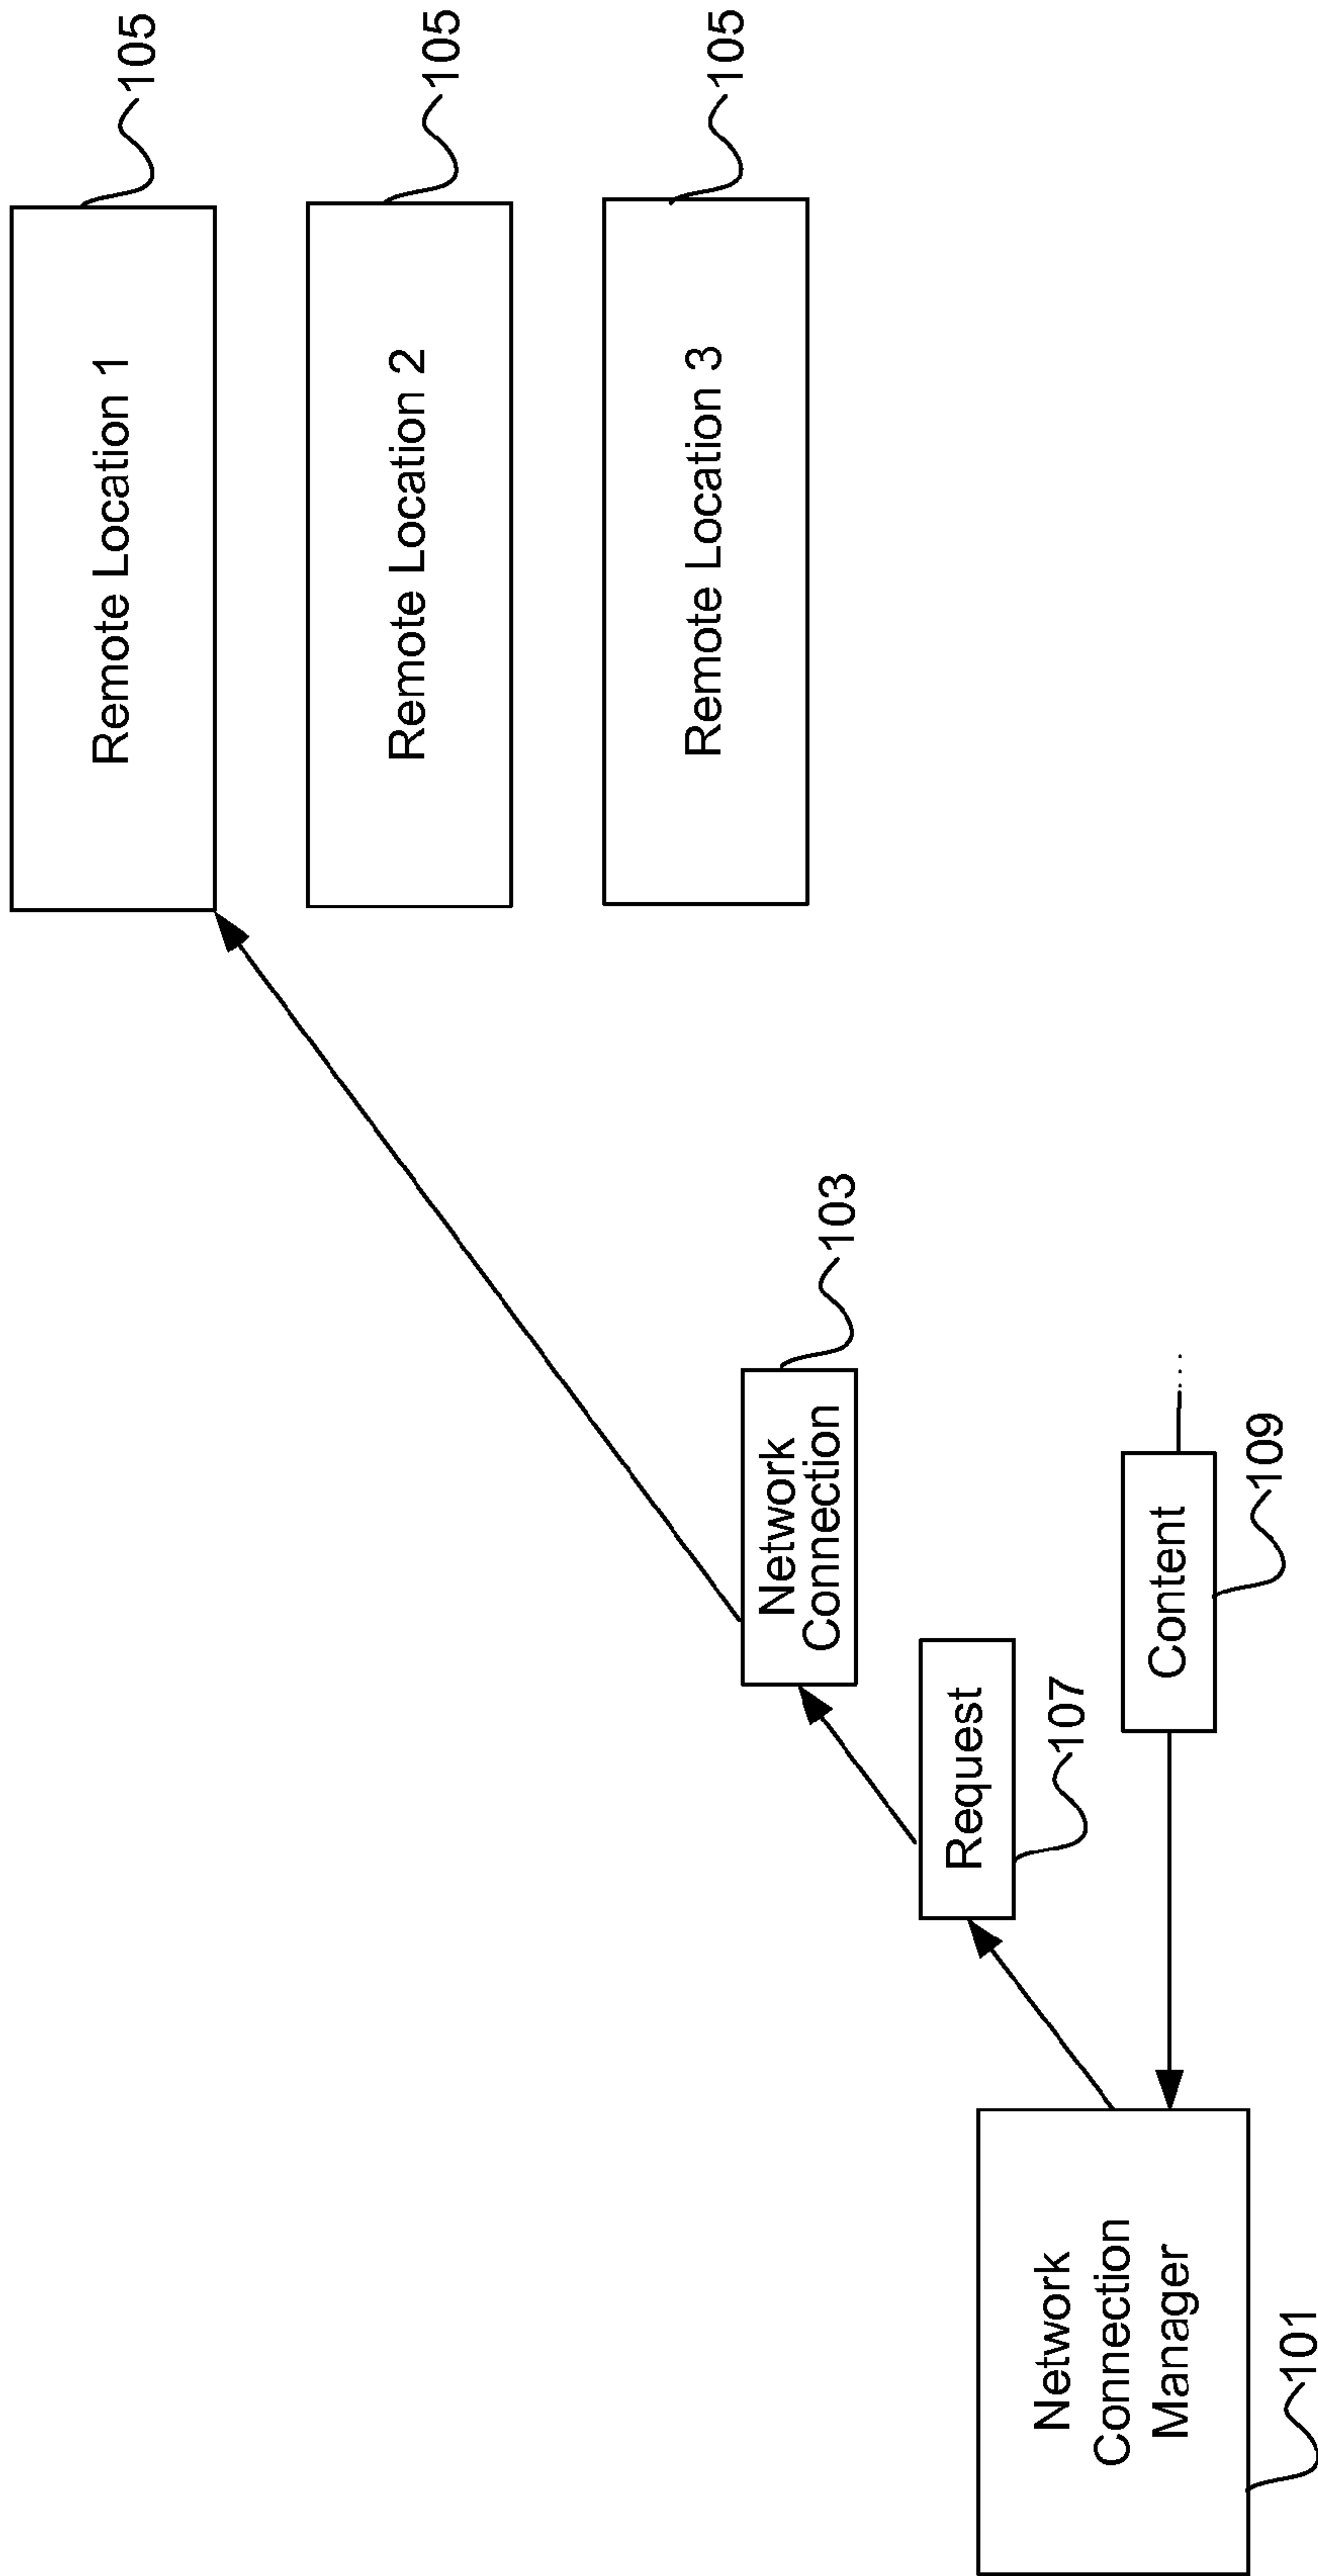 Remote Location 1
105
Remote Location 2
105
Remote Location 3
105
Network
Connection
103
Request
107
Content
109
...
Network
Connection
Manager
101